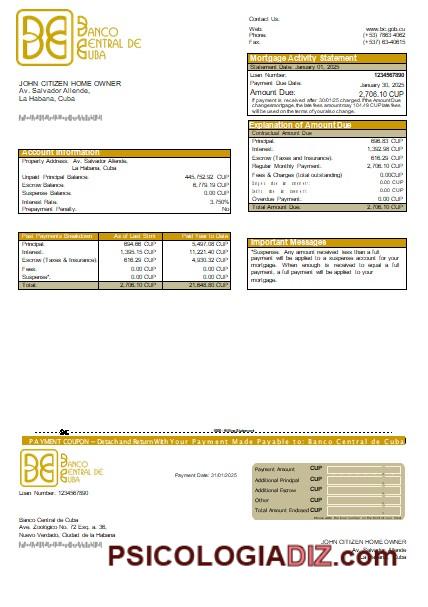 BANCO
CENTRAL DE
CUBA
Contact Us:
Web: www.bc.gob.cu
Phone: (+53) 7863 4062
Fax: (+537) 63-40615
Mortgage Activity Statement
Statement Date: January 01, 2025
Loan Number: 1234567890
Payment Due Date: January 30, 2025
Amount Due: 2,706.10 CUP
If payment is received after 30/01/25 charged. If the Amount Due
changes mortgage, the late fees amount may 104.49 CUP late fees
will be shown in the terms of your also change.
JOHN CITIZEN HOME OWNER
Av. Salvador Allende,
La Habana, Cuba
Explanation of Amount Due
Contractual Amount Due
Principal: 696.83 CUP
Interest: 1,392.98 CUP
Escrow (Taxes and Insurance): 616.29 CUP
Regular Monthly Payment: 2,706.10 CUP
Fees & Charges (Total outstanding) 0.00CUP
0.00 CUP
0.00 CUP
Overdue Payment: 0.00 CUP
Total Amount Due: 2,706.10 CUP
Account Information
Property Address: Av. Salvador Allende,
La Habana, Cuba
Unpaid Principal Balance: 445,752.92 CUP
Escrow Balance: 6,779.19 CUP
Suspense Balance: 0.00 CUP
Interest Rate: 3.750%
Prepayment Penalty: No
Past Payments Breakdown As of Last Stmt Paid Year to Date
Principal: 694.66 CUP 5,497.08 CUP
Interest: 1,395.15 CUP 11,221.40 CUP
Escrow (Taxes & Insurance): 616.29 CUP 4,930.32 CUP
Fees: 0.00 CUP 0.00 CUP
Suspense*: 0.00 CUP 0.00 CUP
Total: 2,706.10 CUP 21,648.80 CUP
Important Messages
*Suspense: Any amount received less than a full
payment will be applied to a suspense account for your
mortgage. When enough is received to equal a full
payment, a full payment will be applied to your
mortgage.
PAYMENT COUPON – Detach and Return With Your Payment Made Payable to: Banco Central de Cuba
BANCO
CENTRAL DE
CUBA
Payment Date: 31/01/2025
Payment Amount CUP
Additional Principal CUP
Additional Escrow CUP
Other CUP
Total Amount Enclosed CUP
Loan Number: 1234567890
Banco Central de Cuba
Ave. Zoológico No. 72 Esq. a. 36,
Nuevo Verdado, Ciudad de la Habana
JOHN CITIZEN HOME OWNER
Av. Salvador Allende
La Habana, Cuba
PSICOLOGIADIZ.com